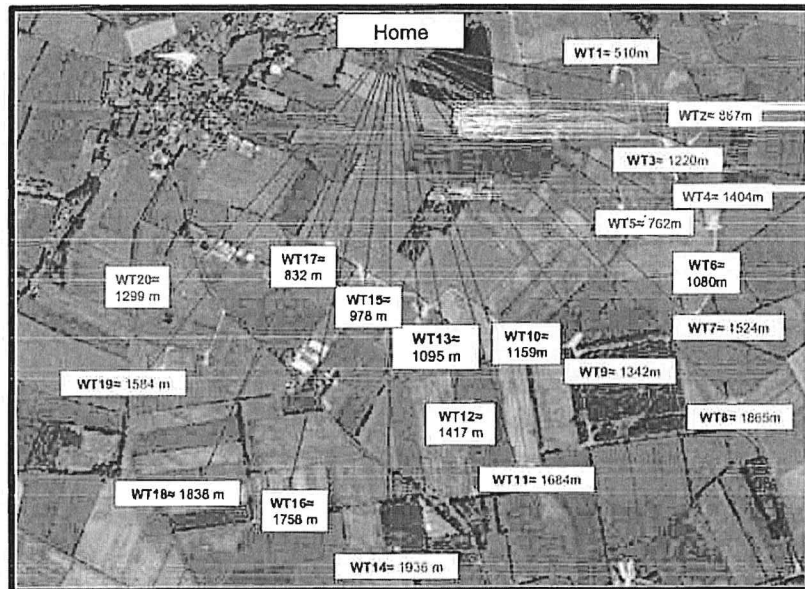 Home
WT1= 510m
WT2= 867m
WT3= 1220m
WT4= 1404m
WT5= 762m
WT17=
832 m
WT6=
1080m
WT20=
1299 m
WT15=
978 m
WT13=
1095 m
WT10=
1159m
WT7= 1524m
WT9= 1342m
WT19= 1584 m
WT12=
1417 m
WT8= 1865m
WT11= 1684m
WT18= 1838 m
WT16=
1758 m
WT14= 1936 m